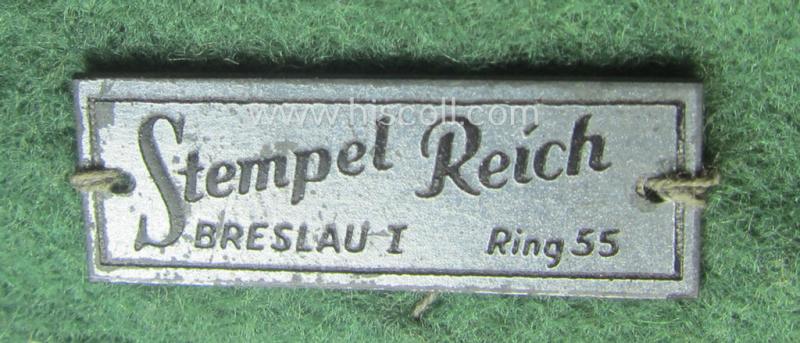 www.hiscoll.com
Stempel Reich
BRESLAU I Ring 55